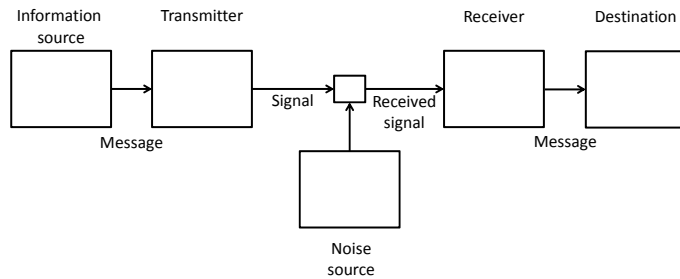 Information
source
Transmitter
Receiver
Destination
Signal
Received
signal
Message
Message
Noise
source